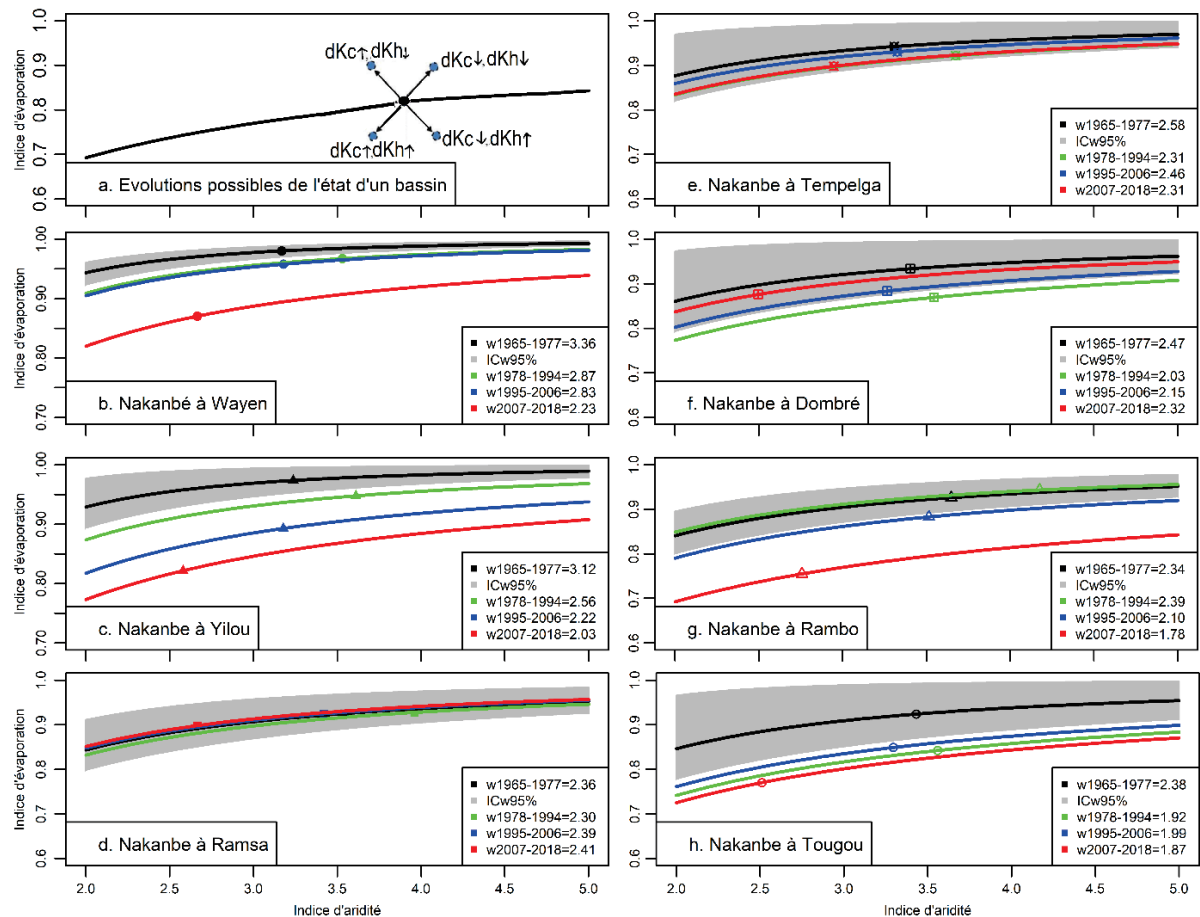 Indice d'évaporation
1.0
0.9
0.8
0.7
0.6
dKc↑,dKh↓
dKc↓,dKh↓
dKc↑,dKh↑
dKc↓,dKh↑
a. Evolutions possibles de l'état d'un bassin
Indice d'évaporation
1.00
0.90
0.80
0.70
w1965-1977=3.36
ICw95%
w1978-1994=2.87
w1995-2006=2.83
w2007-2018=2.23
b. Nakanbé à Wayen
Indice d'évaporation
1.00
0.90
0.80
0.70
w1965-1977=3.12
ICw95%
w1978-1994=2.56
w1995-2006=2.22
w2007-2018=2.03
c. Nakanbe à Yilou
Indice d'évaporation
1.0
0.9
0.8
0.7
0.6
w1965-1977=2.36
ICw95%
w1978-1994=2.30
w1995-2006=2.39
w2007-2018=2.41
d. Nakanbe à Ramsa
2.0 2.5 3.0 3.5 4.0 4.5 5.0
Indice d'aridité
1.0
0.9
0.8
0.7
0.6
w1965-1977=2.58
ICw95%
w1978-1994=2.31
w1995-2006=2.46
w2007-2018=2.31
e. Nakanbe à Tempelga
1.0
0.9
0.8
0.7
0.6
w1965-1977=2.47
ICw95%
w1978-1994=2.03
w1995-2006=2.15
w2007-2018=2.32
f. Nakanbe à Dombré
1.0
0.9
0.8
0.7
0.6
w1965-1977=2.34
ICw95%
w1978-1994=2.39
w1995-2006=2.10
w2007-2018=1.78
g. Nakanbe à Rambo
1.0
0.9
0.8
0.7
0.6
w1965-1977=2.38
ICw95%
w1978-1994=1.92
w1995-2006=1.99
w2007-2018=1.87
h. Nakanbe à Tougou
2.0 2.5 3.0 3.5 4.0 4.5 5.0
Indice d'aridité